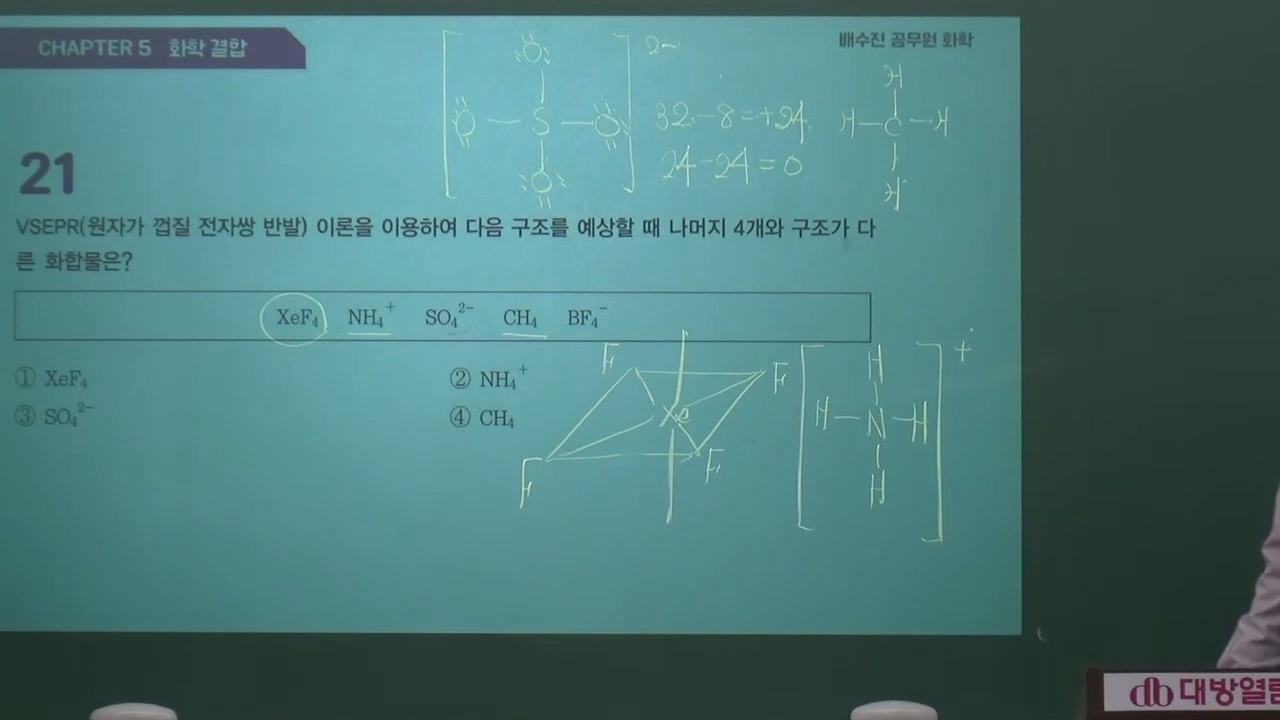 CHAPTER 5 화학 결합
배수진 공무원 화학
:Ö: 2-
:Ö — S — Ö:
:O:
32 - 8 = +24
24 - 24 = 0
H
H — C — H
H
21
VSEPR(원자가 껍질 전자쌍 반발) 이론을 이용하여 다음 구조를 예상할 때 나머지 4개와 구조가 다
른 화합물은?
XeF₄ NH₄⁺ SO₄²⁻ CH₄ BF₄⁻
① XeF₄ ② NH₄⁺
③ SO₄²⁻ ④ CH₄
F F
Xe
F F
H +
H — N — H
H
대방열림